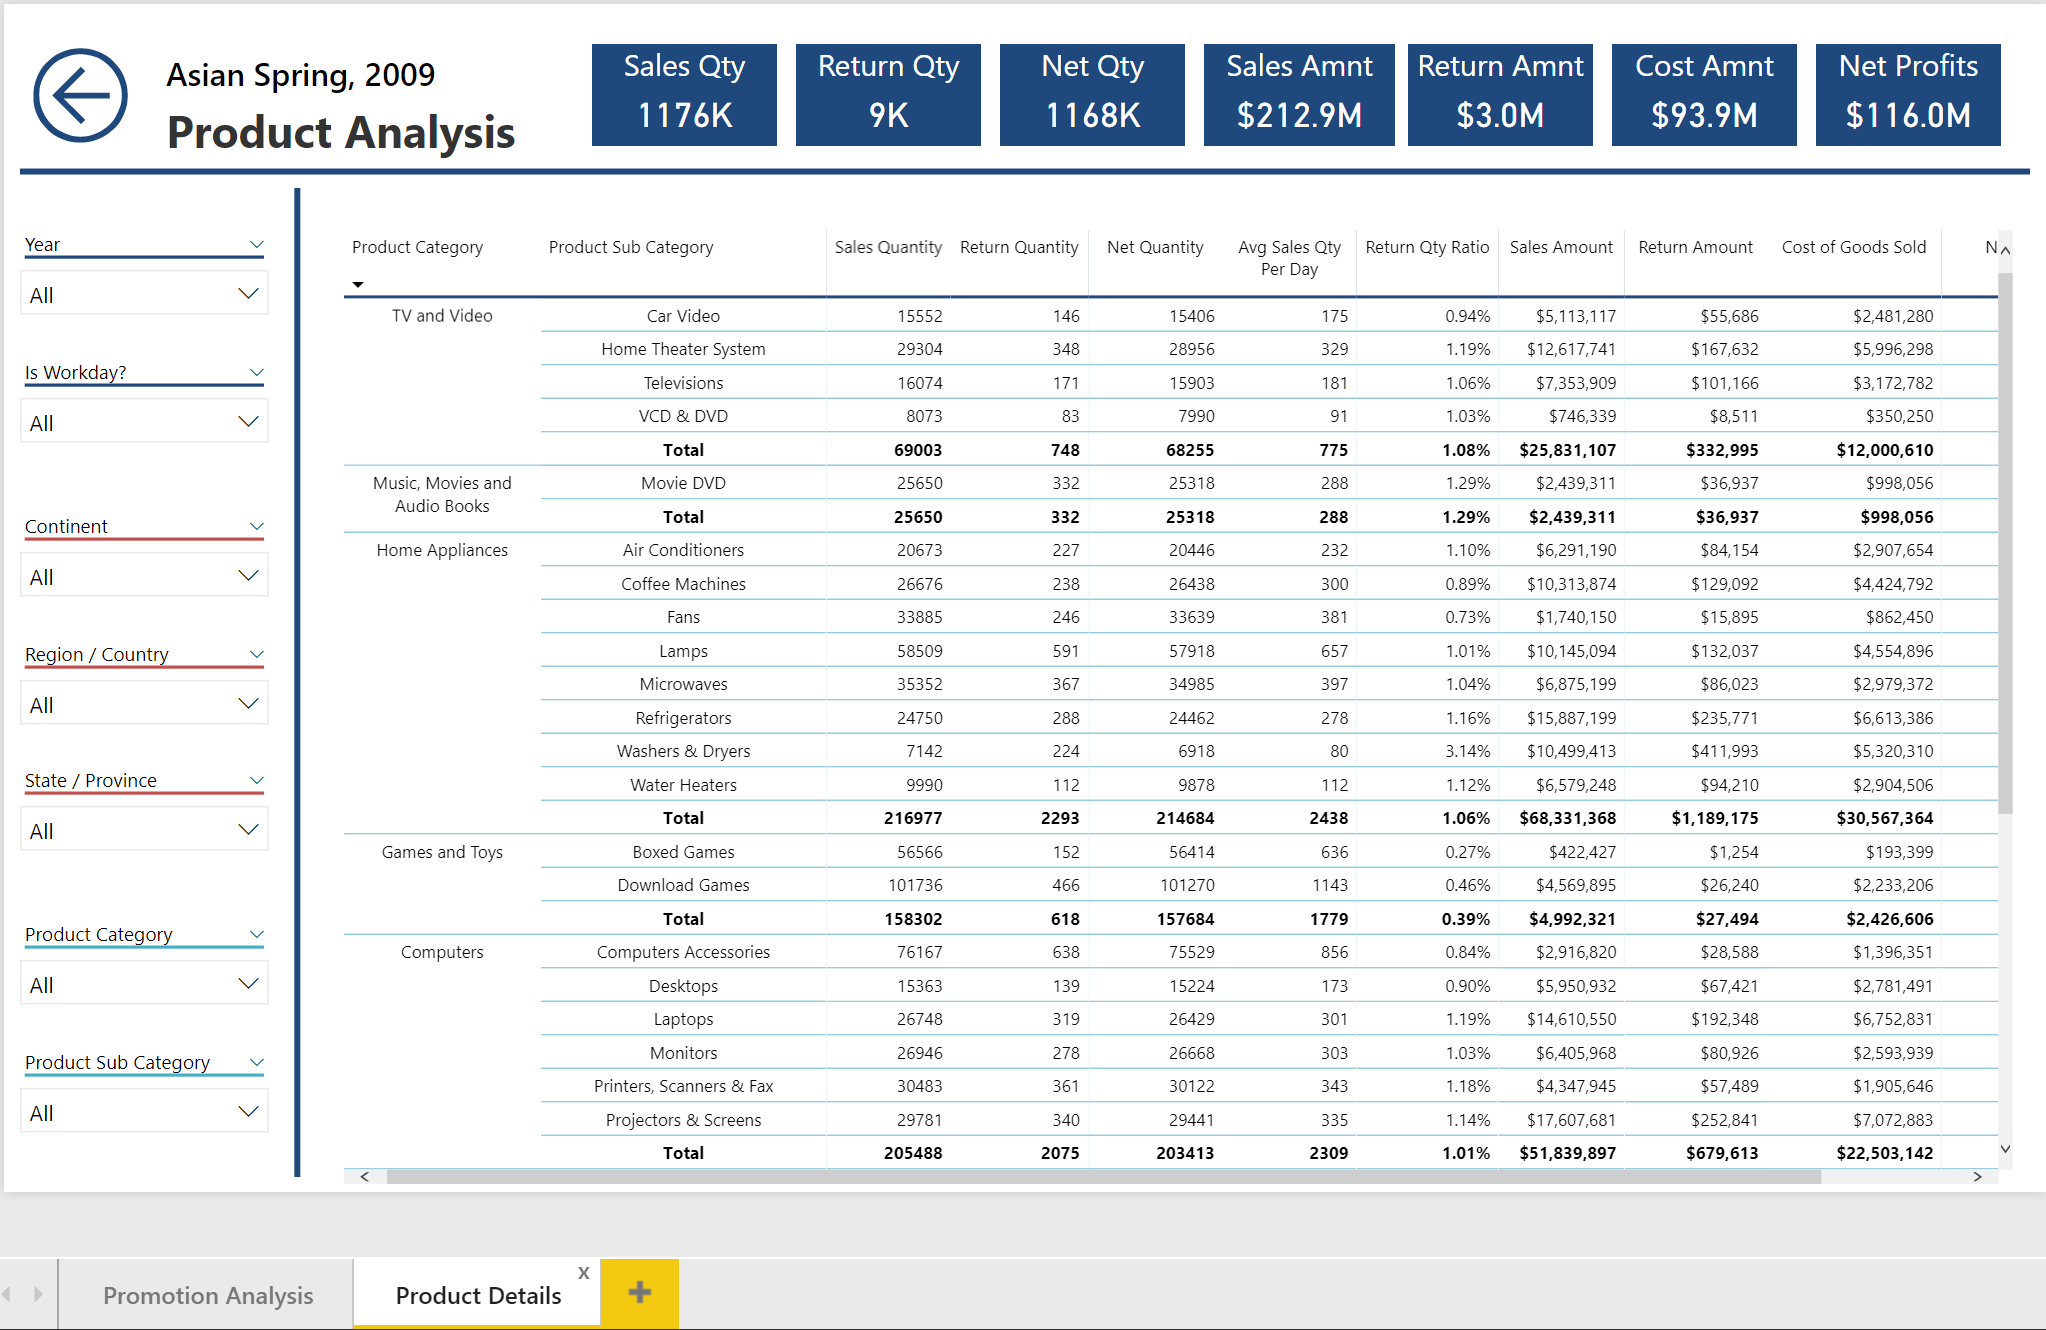 Asian Spring, 2009
Product Analysis
Sales Qty
1176K
Return Qty
9K
Net Qty
1168K
Sales Amnt
$212.9M
Return Amnt
$3.0M
Cost Amnt
$93.9M
Net Profits
$116.0M
Year
All
Is Workday?
All
Continent
All
Region / Country
All
State / Province
All
Product Category
All
Product Sub Category
All
Product Category Product Sub Category Sales Quantity Return Quantity Net Quantity Avg Sales Qty Per Day Return Qty Ratio Sales Amount Return Amount Cost of Goods Sold N
TV and Video Car Video 15552 146 15406 175 0.94% $5,113,117 $55,686 $2,481,280
Home Theater System 29304 348 28956 329 1.19% $12,617,741 $167,632 $5,996,298
Televisions 16074 171 15903 181 1.06% $7,353,909 $101,166 $3,172,782
VCD & DVD 8073 83 7990 91 1.03% $746,339 $8,511 $350,250
Total 69003 748 68255 775 1.08% $25,831,107 $332,995 $12,000,610
Music, Movies and Audio Books Movie DVD 25650 332 25318 288 1.29% $2,439,311 $36,937 $998,056
Total 25650 332 25318 288 1.29% $2,439,311 $36,937 $998,056
Home Appliances Air Conditioners 20673 227 20446 232 1.10% $6,291,190 $84,154 $2,907,654
Coffee Machines 26676 238 26438 300 0.89% $10,313,874 $129,092 $4,424,792
Fans 33885 246 33639 381 0.73% $1,740,150 $15,895 $862,450
Lamps 58509 591 57918 657 1.01% $10,145,094 $132,037 $4,554,896
Microwaves 35352 367 34985 397 1.04% $6,875,199 $86,023 $2,979,372
Refrigerators 24750 288 24462 278 1.16% $15,887,199 $235,771 $6,613,386
Washers & Dryers 7142 224 6918 80 3.14% $10,499,413 $411,993 $5,320,310
Water Heaters 9990 112 9878 112 1.12% $6,579,248 $94,210 $2,904,506
Total 216977 2293 214684 2438 1.06% $68,331,368 $1,189,175 $30,567,364
Games and Toys Boxed Games 56566 152 56414 636 0.27% $422,427 $1,254 $193,399
Download Games 101736 466 101270 1143 0.46% $4,569,895 $26,240 $2,233,206
Total 158302 618 157684 1779 0.39% $4,992,321 $27,494 $2,426,606
Computers Computers Accessories 76167 638 75529 856 0.84% $2,916,820 $28,588 $1,396,351
Desktops 15363 139 15224 173 0.90% $5,950,932 $67,421 $2,781,491
Laptops 26748 319 26429 301 1.19% $14,610,550 $192,348 $6,752,831
Monitors 26946 278 26668 303 1.03% $6,405,968 $80,926 $2,593,939
Printers, Scanners & Fax 30483 361 30122 343 1.18% $4,347,945 $57,489 $1,905,646
Projectors & Screens 29781 340 29441 335 1.14% $17,607,681 $252,841 $7,072,883
Total 205488 2075 203413 2309 1.01% $51,839,897 $679,613 $22,503,142
Promotion Analysis
Product Details
X